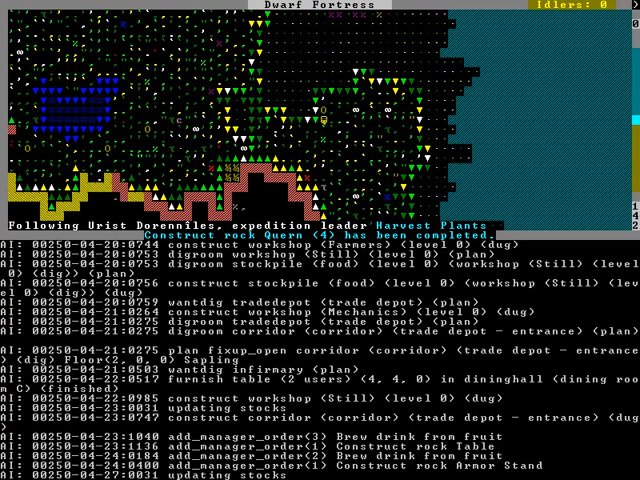 Dwarf Fortress Idlers: 0
Following Urist Dorenniles, expedition leader Harvest Plants
Construct rock Quern (4) has been completed.
AI: 00250-04-20:0744 construct workshop (Farmers) (level 0) (dug)
AI: 00250-04-20:0753 digroom workshop (Still) (level 0) (plan)
AI: 00250-04-20:0753 digroom stockpile (food) (level 0) (workshop (Still) (level
 0) (dig)) (plan)
AI: 00250-04-20:0756 construct stockpile (food) (level 0) (workshop (Still) (lev
el 0) (dig)) (dug)
AI: 00250-04-20:0759 wantdig tradedepot (trade depot) (plan)
AI: 00250-04-21:0264 construct workshop (Mechanics) (level 0) (dug)
AI: 00250-04-21:0275 digroom tradedepot (trade depot) (plan)
AI: 00250-04-21:0275 digroom corridor (corridor) (trade depot - entrance) (plan)
AI: 00250-04-21:0275 plan_fixup_open corridor (corridor) (trade depot - entrance
) (dig) Floor(2, 0, 0) Sapling
AI: 00250-04-21:0503 wantdig infirmary (plan)
AI: 00250-04-22:0517 furnish table (2 users) (4, 4, 0) in dininghall (dining roo
m C) (finished)
AI: 00250-04-22:0985 construct workshop (Still) (level 0) (dug)
AI: 00250-04-23:0031 updating stocks
AI: 00250-04-23:0747 construct corridor (corridor) (trade depot - entrance) (dug
)
AI: 00250-04-23:1040 add_manager_order(3) Brew drink from fruit
AI: 00250-04-23:1136 add_manager_order(1) Construct rock Table
AI: 00250-04-24:0184 add_manager_order(2) Brew drink from fruit
AI: 00250-04-24:0400 add_manager_order(1) Construct rock Armor Stand
AI: 00250-04-27:0031 updating stocks